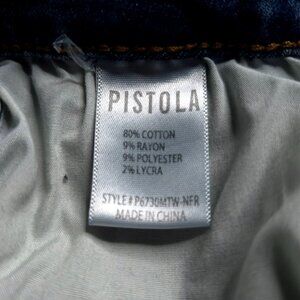 PISTOLA
80% COTTON
9% RAYON
9% POLYESTER
2% LYCRA
STYLE# P6730MTW-NFR
MADE IN CHINA